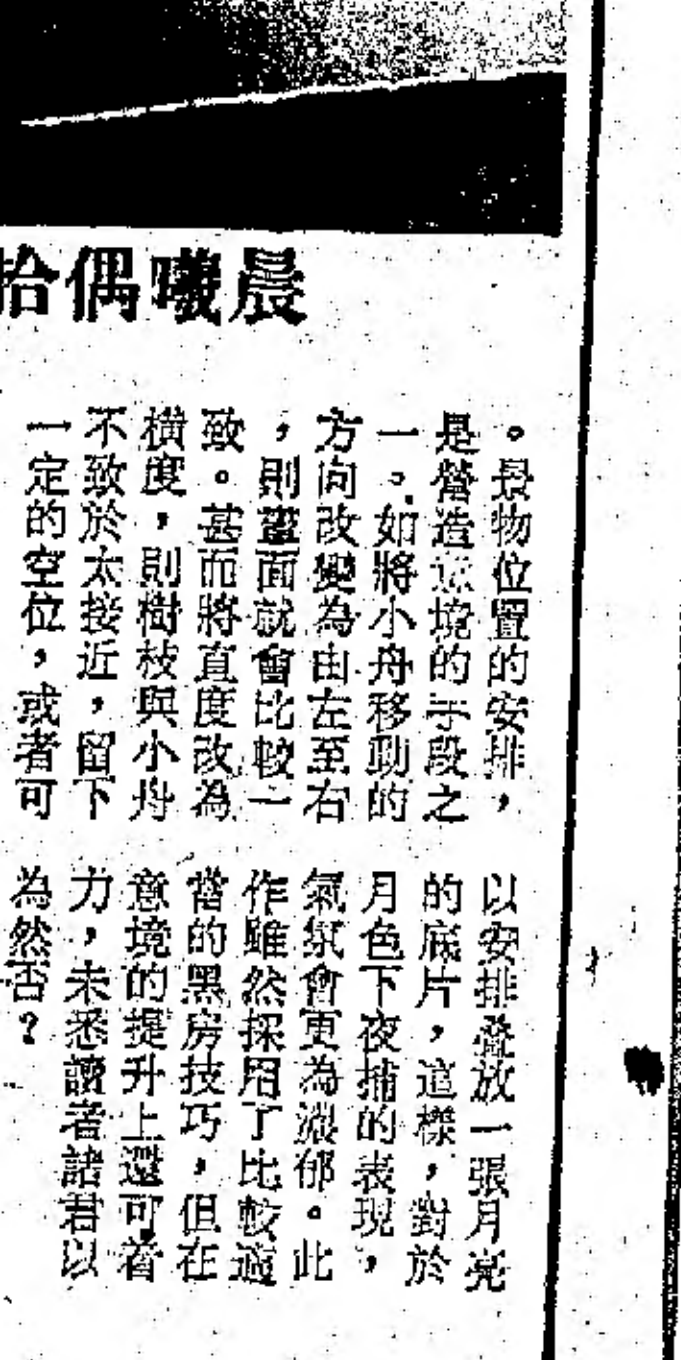 晨曦偶拾
。景物位置的安排，
是營造意境的手段之
一。如將小舟移動的
方向改變為由左至右
，則畫面就會比較一
致。甚而將直度改為
橫度，則樹枝與小舟
不致於太接近，留下
一定的空位，或者可
以安排叠放一張月亮
的底片，這樣，對於
月色下夜捕的表現，
氣氛會更為濃郁。此
作雖然採用了比較適
當的黑房技巧，但在
意境的提升上還可着
力，未悉讀者諸君以
為然否？